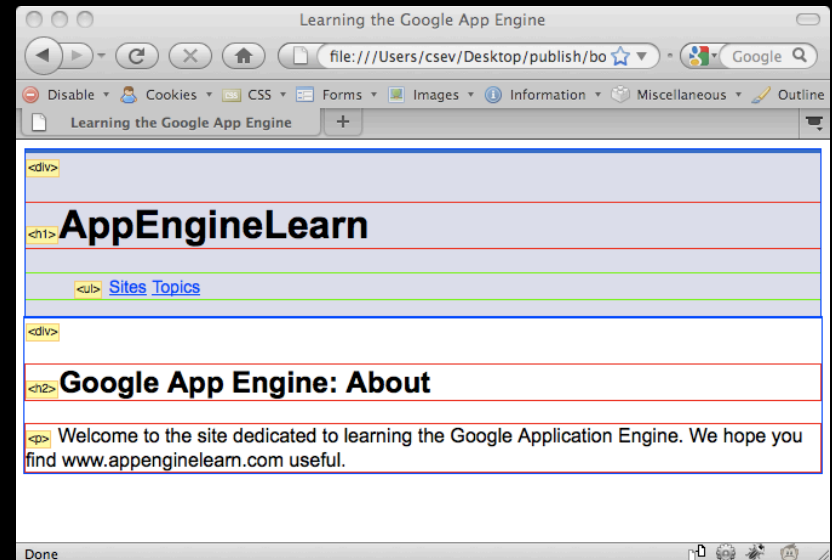 Learning the Google App Engine
file:///Users/csev/Desktop/publish/bo
Google
Disable Cookies CSS Forms Images Information Miscellaneous Outline
Learning the Google App Engine +
<div>
<h1> AppEngineLearn
<ul> Sites Topics
<div>
<h2> Google App Engine: About
<p> Welcome to the site dedicated to learning the Google Application Engine. We hope you
find www.appenginelearn.com useful.
Done